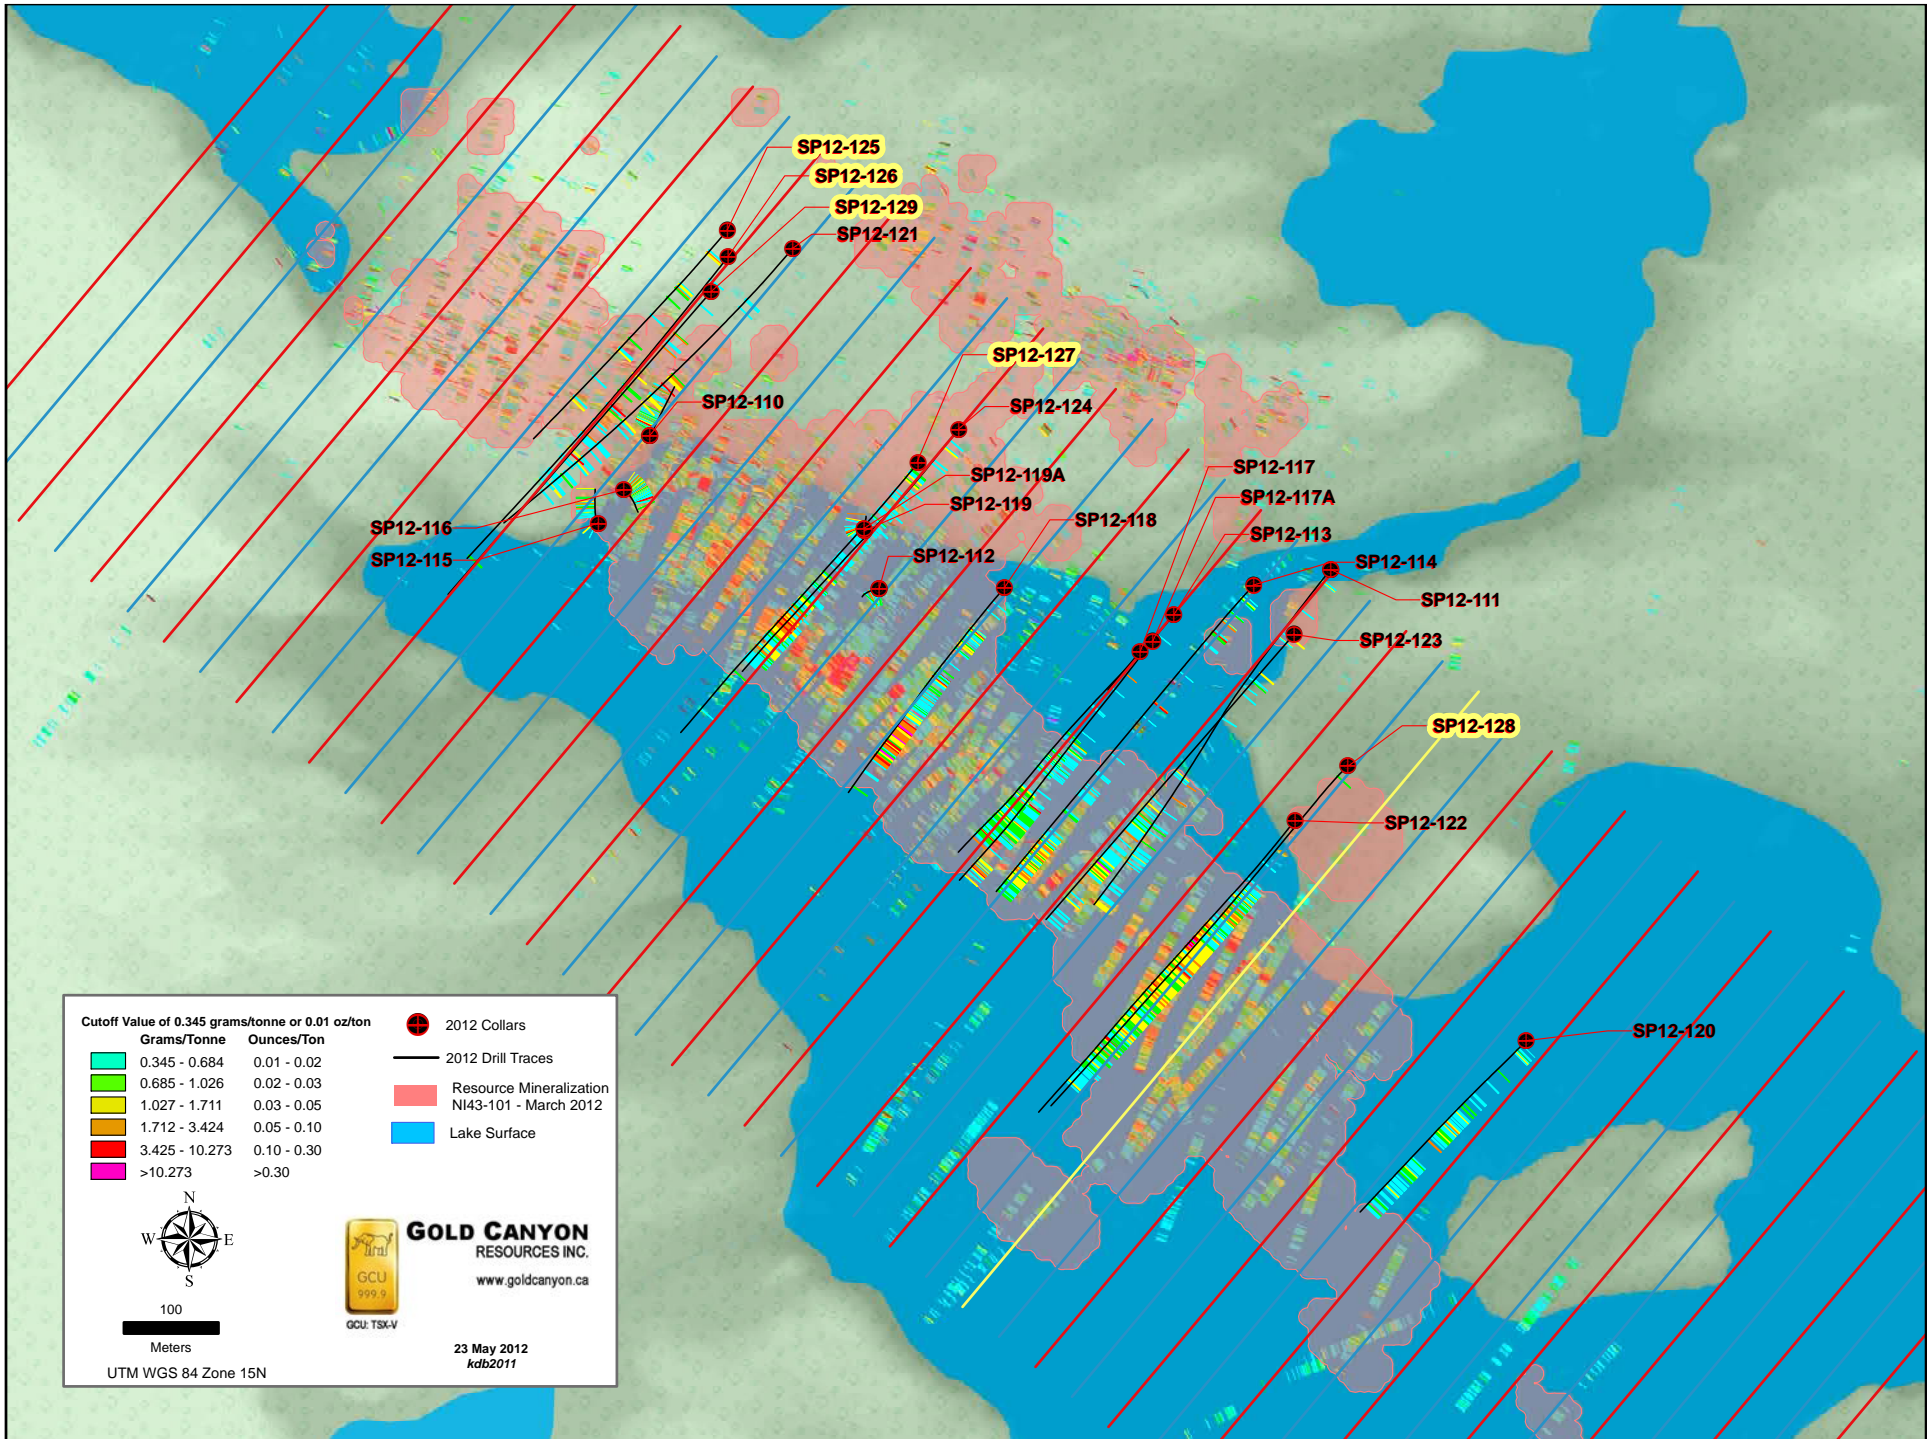 SP12-125
SP12-126
SP12-129
SP12-121
SP12-127
SP12-110
SP12-124
SP12-119A
SP12-117
SP12-119
SP12-117A
SP12-116
SP12-118
SP12-113
SP12-115
SP12-112
SP12-114
SP12-111
SP12-123
SP12-128
SP12-122
SP12-120
Cutoff Value of 0.345 grams/tonne or 0.01 oz/ton
Grams/Tonne Ounces/Ton
0.345 - 0.684 0.01 - 0.02
0.685 - 1.026 0.02 - 0.03
1.027 - 1.711 0.03 - 0.05
1.712 - 3.424 0.05 - 0.10
3.425 - 10.273 0.10 - 0.30
>10.273 >0.30
2012 Collars
2012 Drill Traces
Resource Mineralization
NI43-101 - March 2012
Lake Surface
N
W E
S
100
Meters
UTM WGS 84 Zone 15N
GCU
999.9
GCU: TSX-V
GOLD CANYON
RESOURCES INC.
www.goldcanyon.ca
23 May 2012
kdb2011